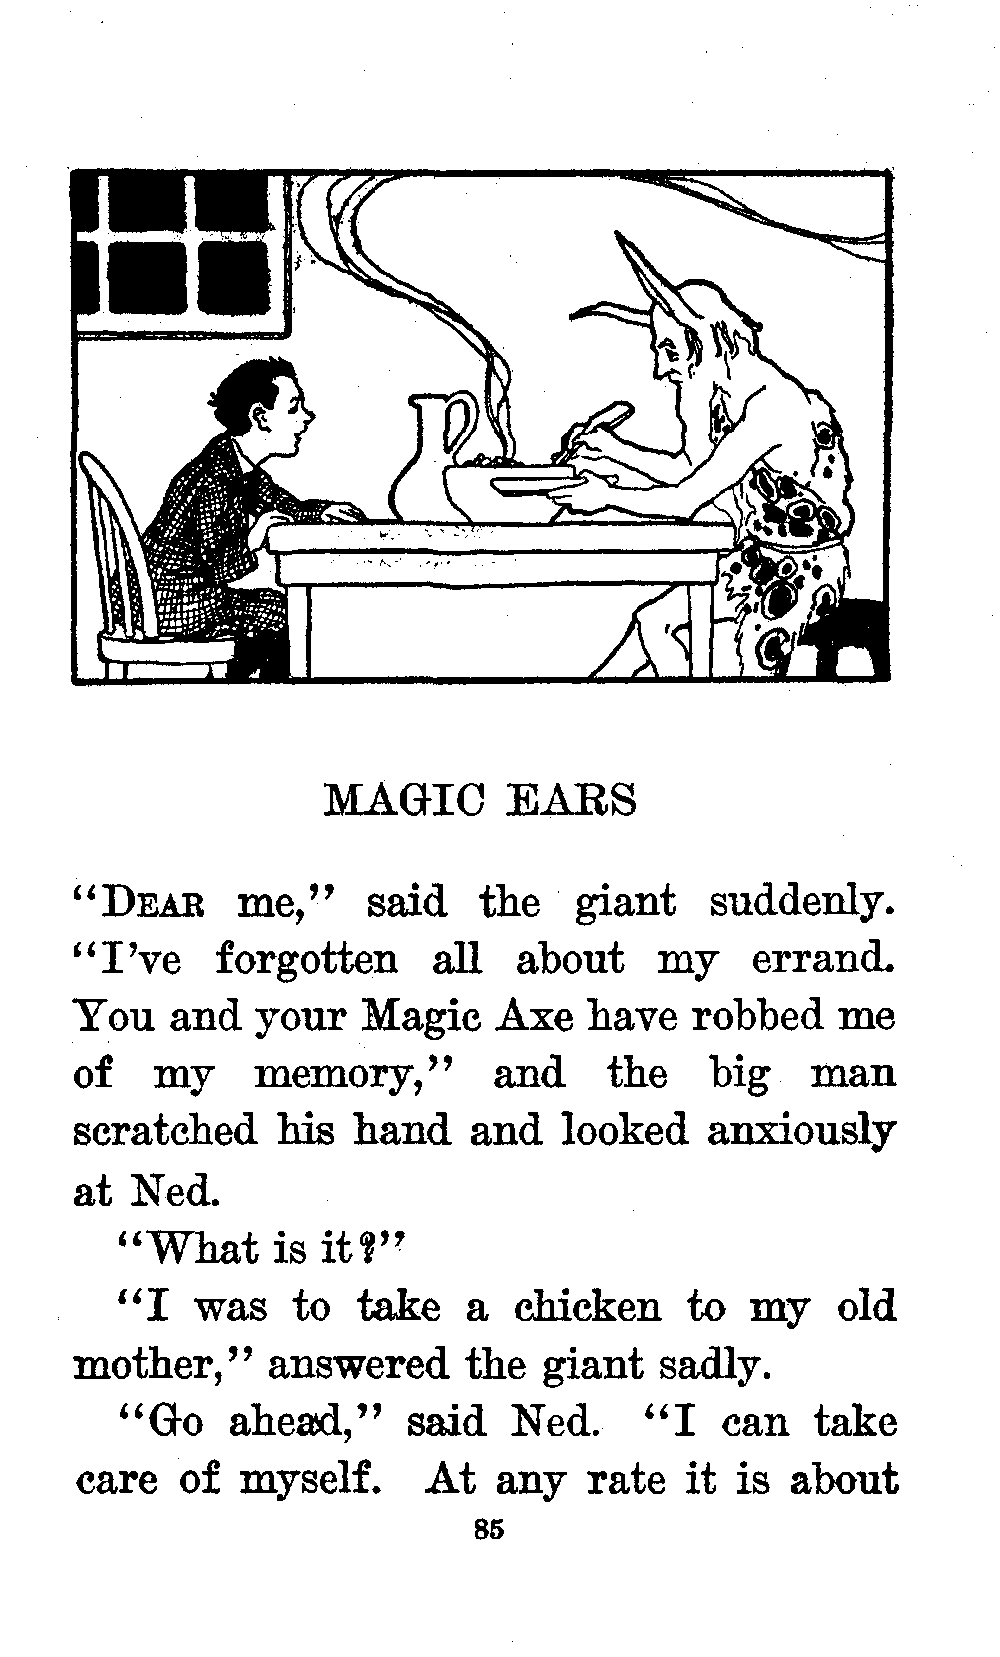 MAGIC EARS
"DEAR me," said the giant suddenly.
"I've forgotten all about my errand.
You and your Magic Axe have robbed me
of my memory," and the big man
scratched his hand and looked anxiously
at Ned.
"What is it?"
"I was to take a chicken to my old
mother," answered the giant sadly.
"Go ahead," said Ned. "I can take
care of myself. At any rate it is about
85